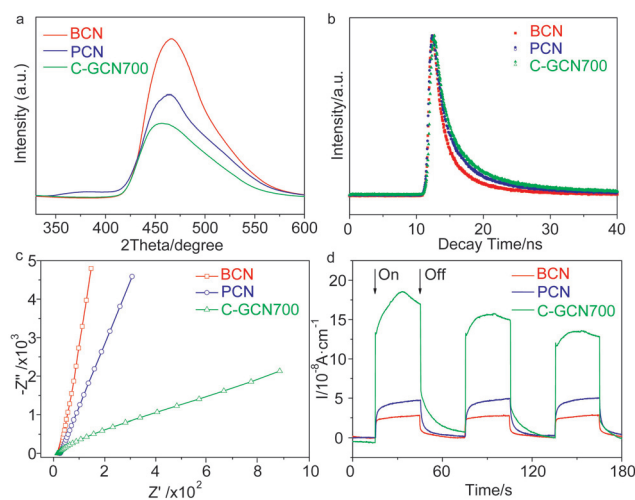 a
BCN
PCN
C-GCN700
Intensity (a.u.)
350 400 450 500 550 600
2Theta/degree
b
BCN
PCN
C-GCN700
Intensity/a.u.
0 10 20 30 40
Decay Time/ns
c
BCN
PCN
C-GCN700
-Z''/x10³
5
4
3
2
1
0
0 2 4 6 8 10
Z' /x10²
d
On
Off
BCN
PCN
C-GCN700
I/10⁻⁸A·cm⁻¹
20
15
10
5
0
0 60 120 180
Time/s